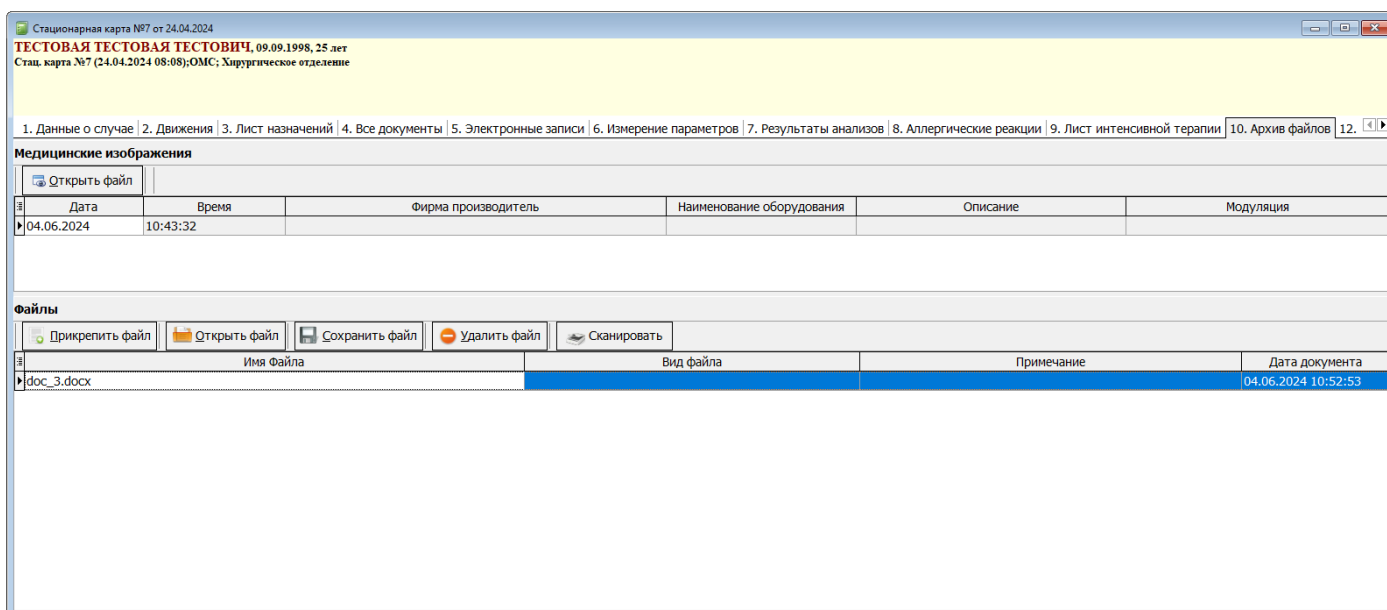 Стационарная карта №7 от 24.04.2024
ТЕСТОВАЯ ТЕСТОВАЯ ТЕСТОВИЧ, 09.09.1998, 25 лет
Стац. карта №7 (24.04.2024 08:08);ОМС; Хирургическое отделение
1. Данные о случае 2. Движения 3. Лист назначений 4. Все документы 5. Электронные записи 6. Измерение параметров 7. Результаты анализов 8. Аллергические реакции 9. Лист интенсивной терапии 10. Архив файлов 12.
Медицинские изображения
Открыть файл
Дата Время Фирма производитель Наименование оборудования Описание Модуляция
04.06.2024 10:43:32
Файлы
Прикрепить файл Открыть файл Сохранить файл Удалить файл Сканировать
Имя Файла Вид файла Примечание Дата документа
doc_3.docx 04.06.2024 10:52:53